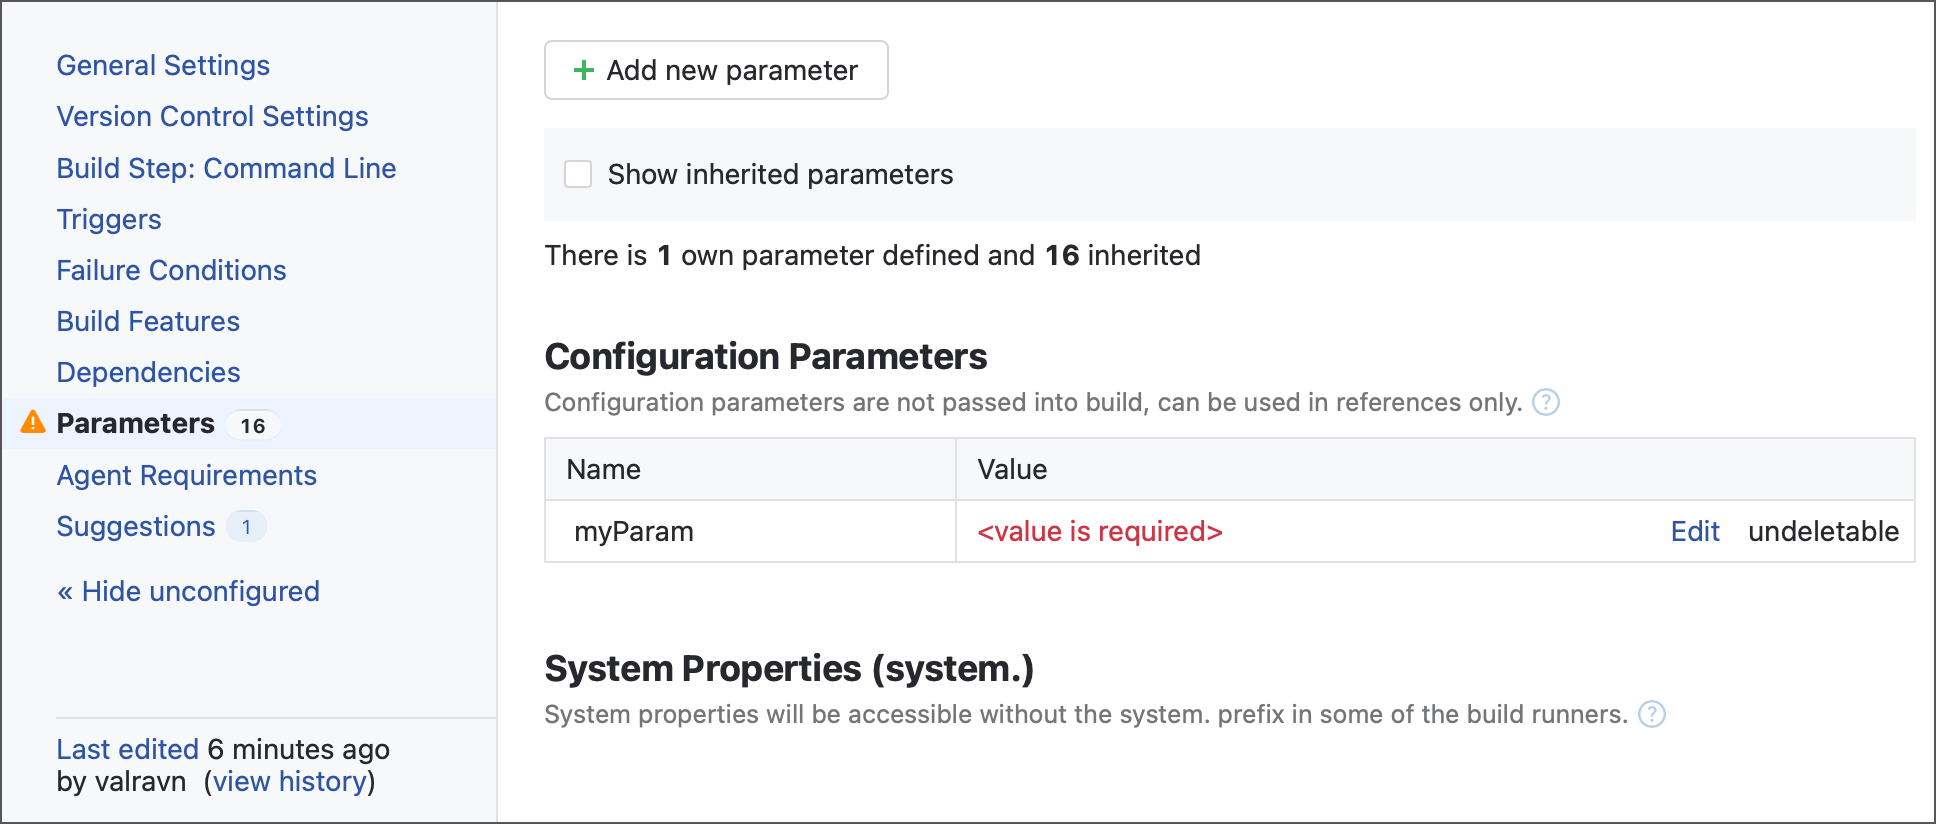 General Settings
Version Control Settings
Build Step: Command Line
Triggers
Failure Conditions
Build Features
Dependencies
Parameters 16
Agent Requirements
Suggestions 1
« Hide unconfigured
Last edited 6 minutes ago
by valravn (view history)
+ Add new parameter
Show inherited parameters
There is 1 own parameter defined and 16 inherited
Configuration Parameters
Configuration parameters are not passed into build, can be used in references only. ?
Name Value
myParam <value is required> Edit undeletable
System Properties (system.)
System properties will be accessible without the system. prefix in some of the build runners. ?